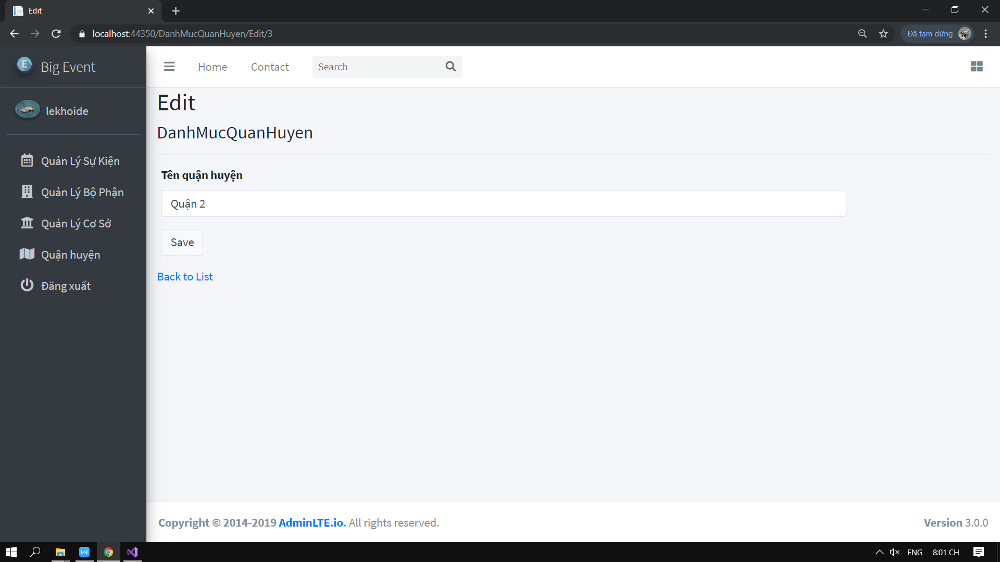 Edit
localhost:44350/DanhMucQuanHuyen/Edit/3
Đã tạm dừng
E
Big Event
Home
Contact
Search
lekhoide
Quản Lý Sự Kiện
Quản Lý Bộ Phận
Quản Lý Cơ Sở
Quận huyện
Đăng xuất
Edit
DanhMucQuanHuyen
Tên quận huyện
Quận 2
Save
Back to List
Copyright © 2014-2019 AdminLTE.io. All rights reserved.
Version 3.0.0
W
ENG
8:01 CH